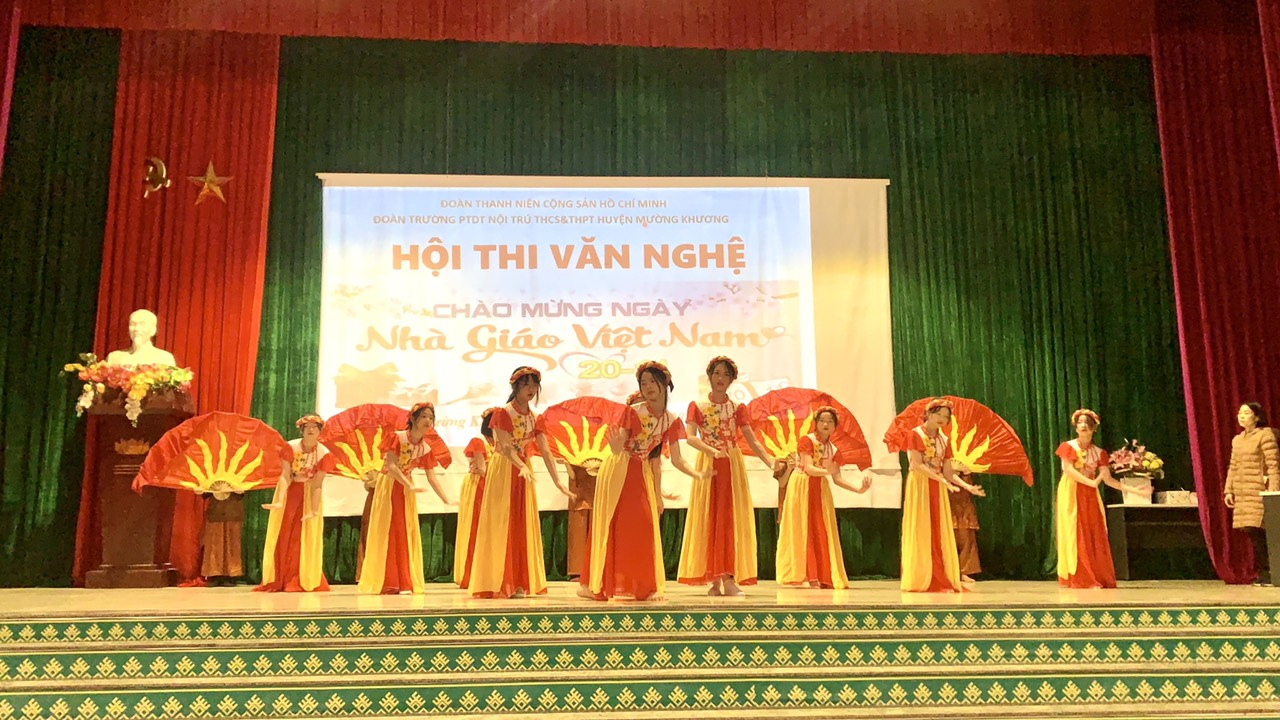 ĐOÀN THANH NIÊN CỘNG SẢN HỒ CHÍ MINH
ĐOÀN TRƯỜNG PTDT NỘI TRÚ THCS&THPT HUYỆN MƯỜNG KHƯƠNG
HỘI THI VĂN NGHỆ
CHÀO MỪNG NGÀY
Nhà Giáo Việt Nam
20-